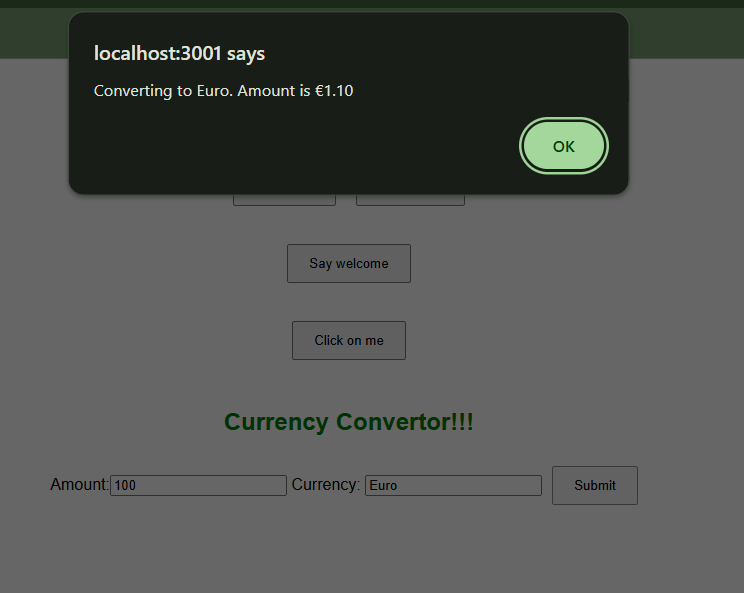 localhost:3001 says
Converting to Euro. Amount is €1.10
OK
Say welcome
Click on me
Currency Convertor!!!
Amount: 100 Currency: Euro Submit